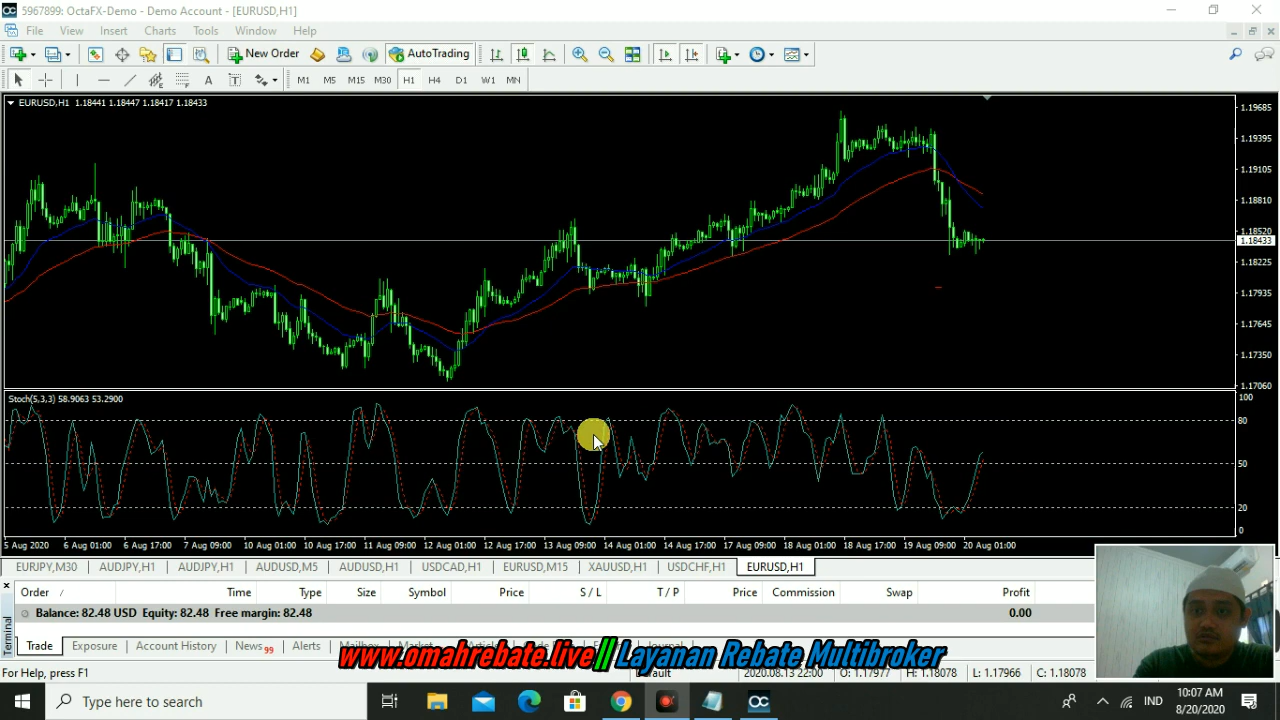 5967899: OctaFX-Demo - Demo Account - [EURUSD,H1]
File View Insert Charts Tools Window Help
New Order AutoTrading
M1 M5 M15 M30 H1 H4 D1 W1 MN
EURUSD,H1 1.18441 1.18447 1.18417 1.18433
1.19685
1.19395
1.19105
1.18810
1.18520
1.18433
1.18225
1.17935
1.17645
1.17350
1.17060
Stoch(5,3,3) 58.9063 53.2900
100
80
50
20
0
5 Aug 2020 6 Aug 01:00 6 Aug 17:00 7 Aug 09:00 10 Aug 01:00 10 Aug 17:00 11 Aug 09:00 12 Aug 01:00 12 Aug 17:00 13 Aug 09:00 14 Aug 01:00 14 Aug 17:00 17 Aug 09:00 18 Aug 01:00 18 Aug 17:00 19 Aug 09:00 20 Aug 01:00
EURJPY,M30 AUDJPY,H1 AUDJPY,H1 AUDUSD,M5 AUDUSD,H1 USDCAD,H1 EURUSD,M15 XAUUSD,H1 USDCHF,H1 EURUSD,H1
Order / Time Type Size Symbol Price S / L T / P Price Commission Swap Profit
Balance: 82.48 USD Equity: 82.48 Free margin: 82.48 0.00
Terminal
Trade Exposure Account History News 99 Alerts Mailbox Market
www.omahrebate.live || Layanan Rebate Multibroker
For Help, press F1 2020.08.13 22:00 O: 1.17977 H: 1.18078 L: 1.17966 C: 1.18078
Type here to search
IND
10:07 AM
8/20/2020